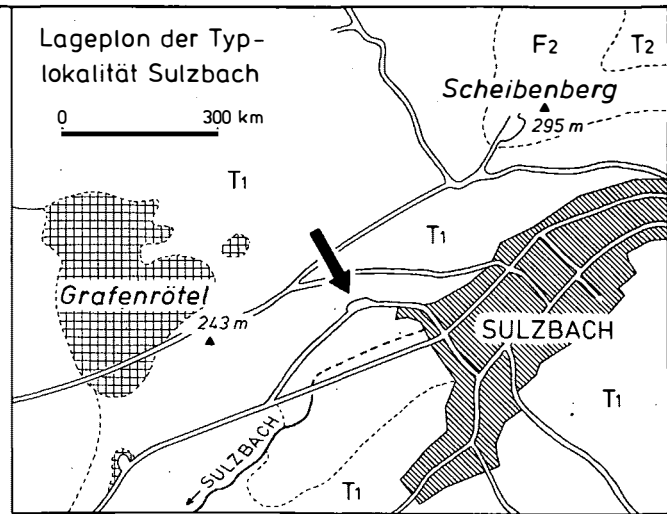 Lageplon der Typ-
lokalität Sulzbach
0 300 km
F2
T2
Scheibenberg
295 m
T1
T1
Grafenrötel
243 m
SULZBACH
T1
SULZBACH
T1